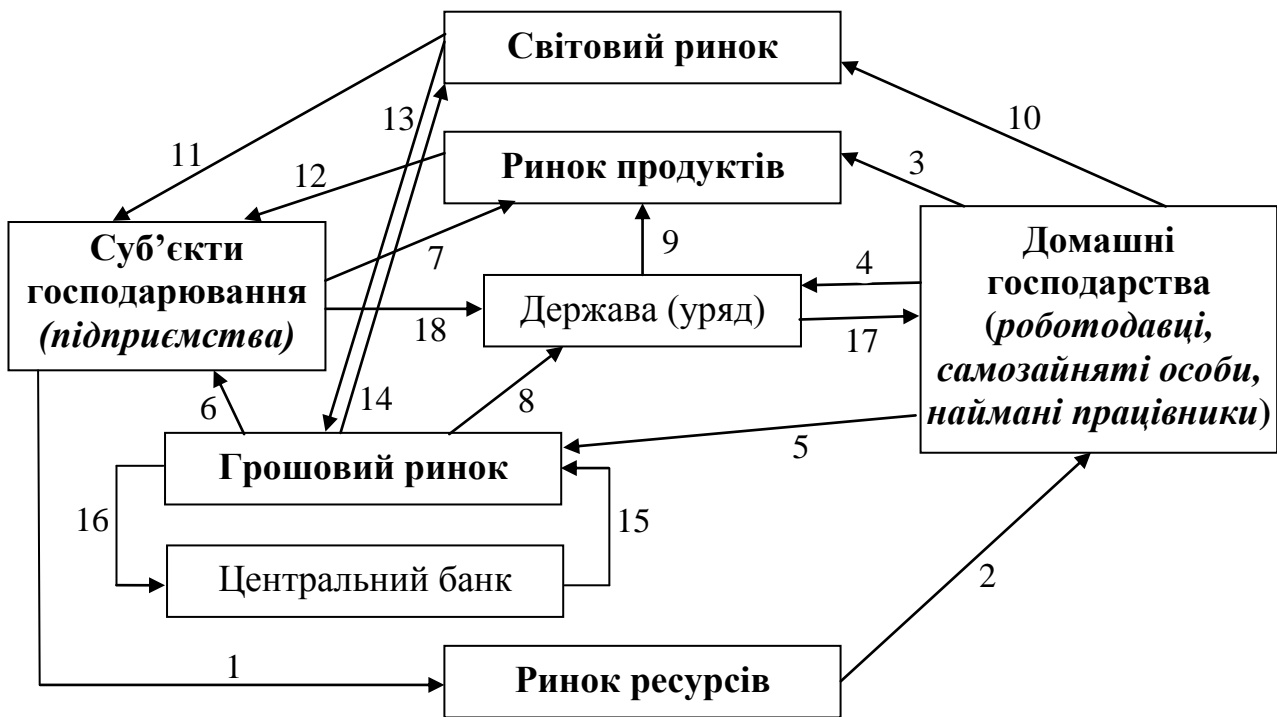 Світовий ринок
13
10
11
Ринок продуктів
3
12
Суб’єкти
господарювання
(підприємства)
7
9
Домашні
господарства
(роботодавці,
самозайняті особи,
наймані працівники)
4
Держава (уряд)
18
17
6
14
8
5
Грошовий ринок
16
15
Центральний банк
2
1
Ринок ресурсів